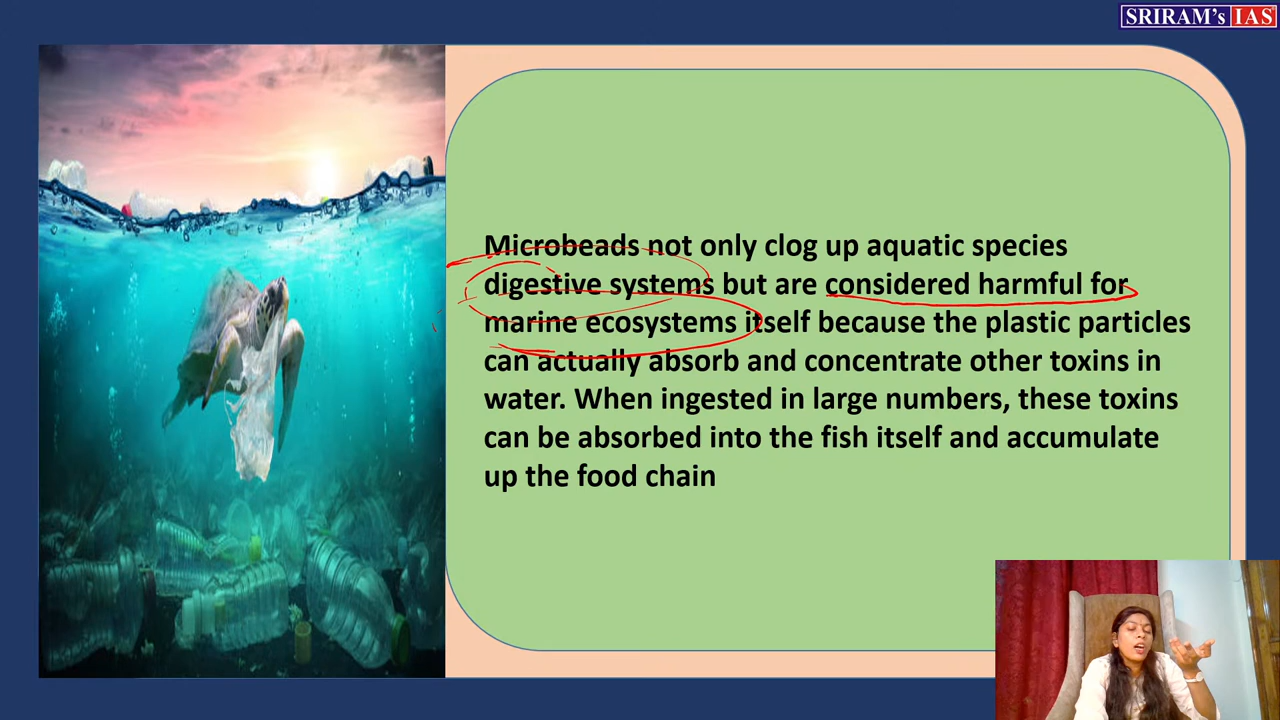 SRIRAM's IAS
Microbeads not only clog up aquatic species
digestive systems but are considered harmful for
marine ecosystems itself because the plastic particles
can actually absorb and concentrate other toxins in
water. When ingested in large numbers, these toxins
can be absorbed into the fish itself and accumulate
up the food chain